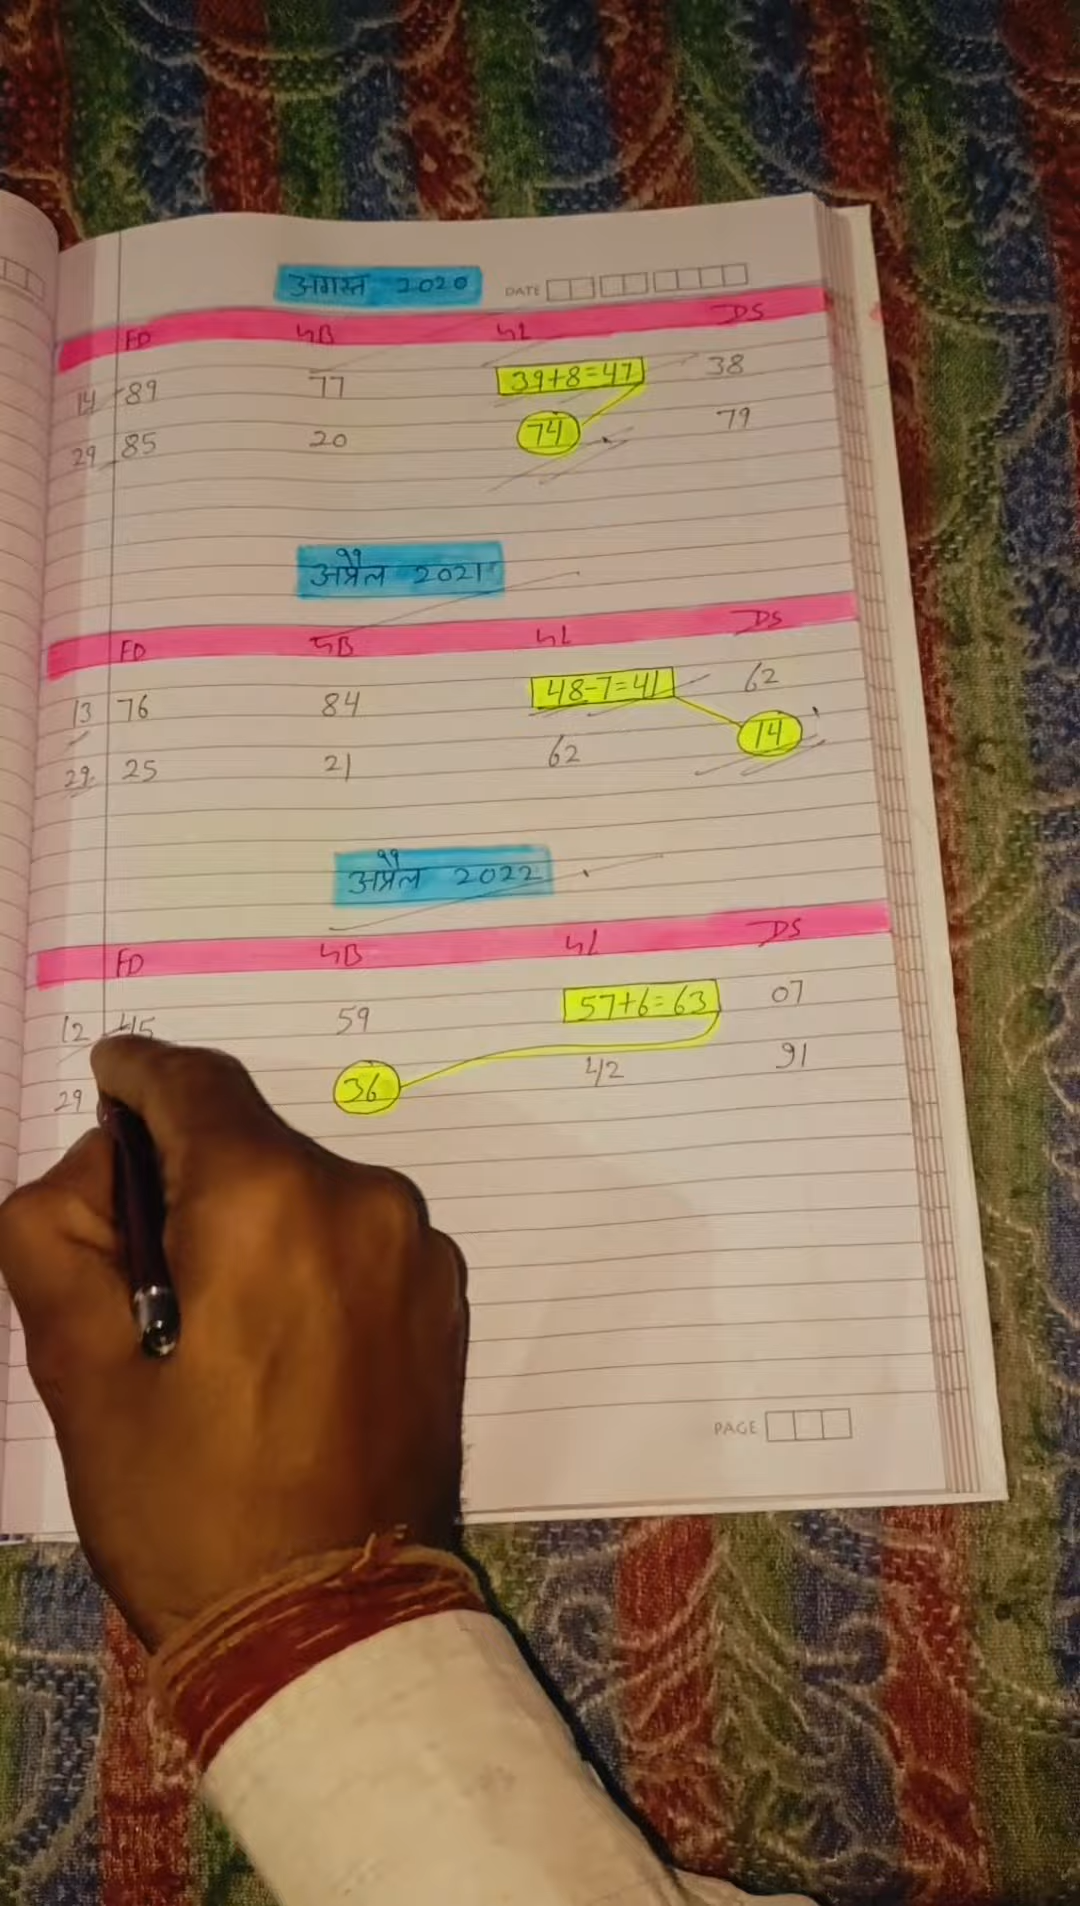 अगस्त 2020 DATE
FD GB GL DS
14 89 77 39+8=47 38
29 85 20 74 79
अप्रैल 2021
FD GB GL DS
13 76 84 48-7=41 62
29 25 21 62 14
अप्रैल 2022
FD GB GL DS
12 45 59 57+6=63 07
29 36 42 91
PAGE